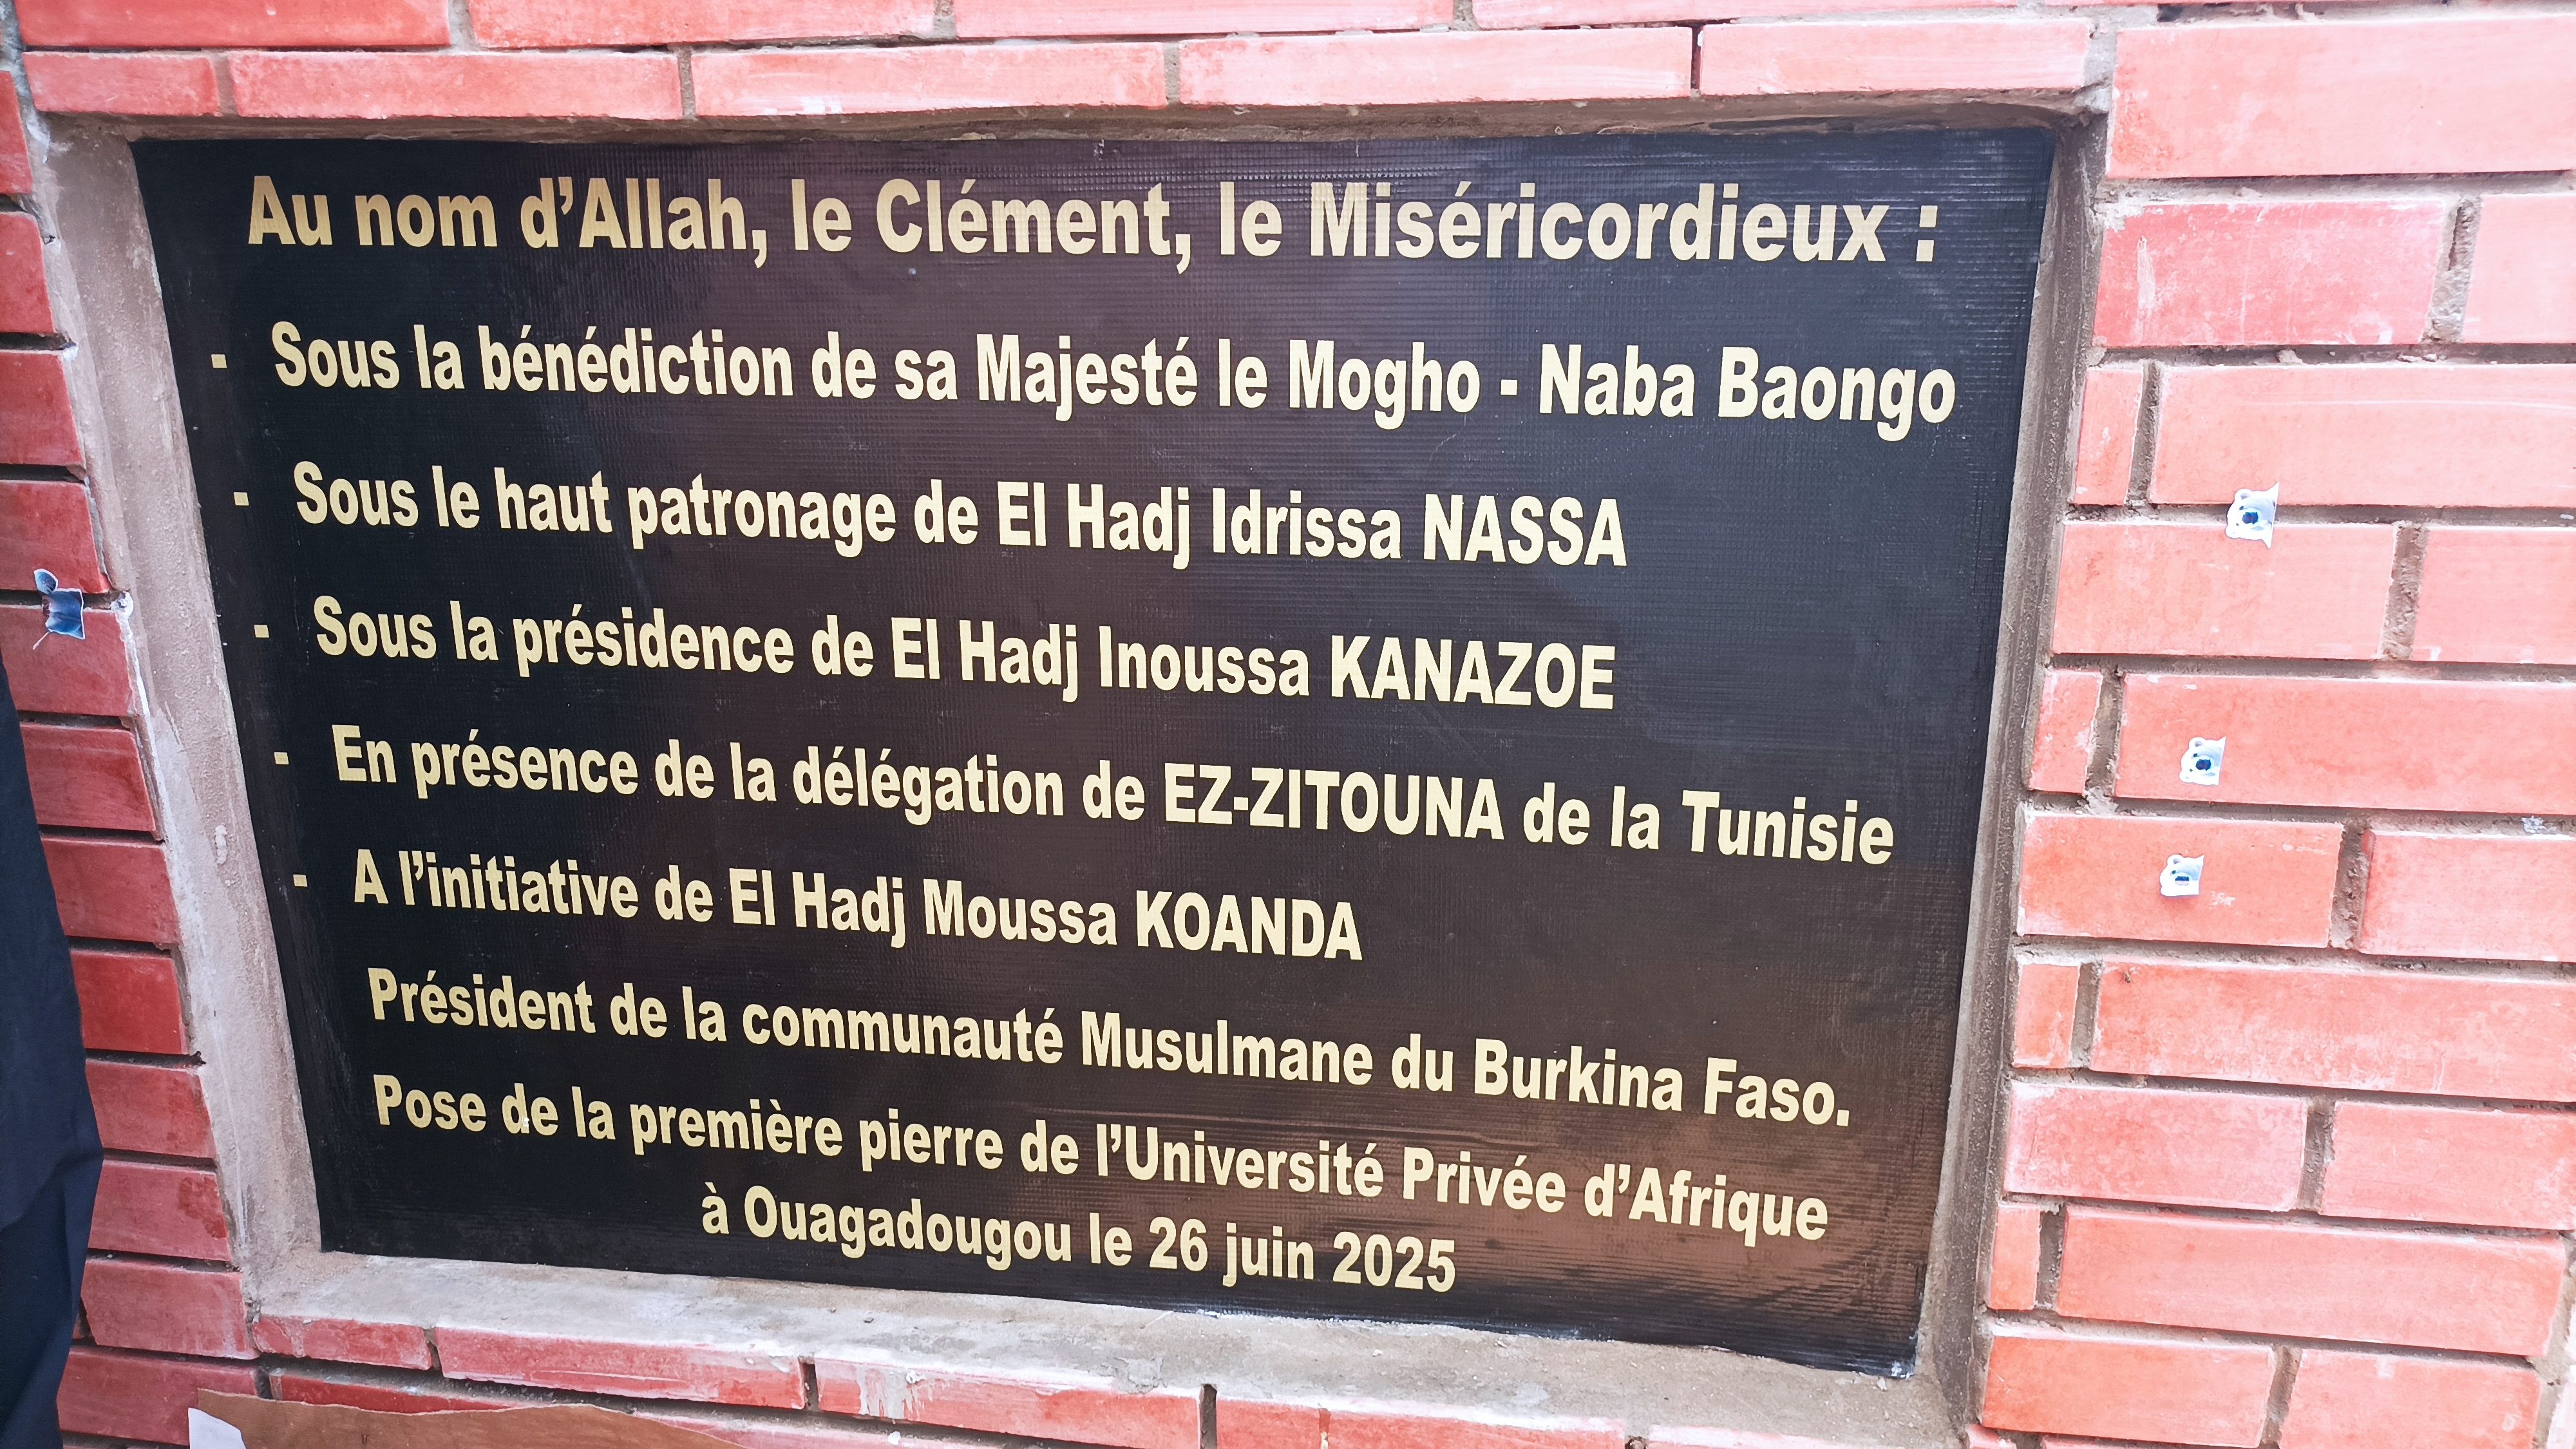 Au nom d'Allah, le Clément, le Miséricordieux :
- Sous la bénédiction de sa Majesté le Mogho - Naba Baongo
- Sous le haut patronage de El Hadj Idrissa NASSA
- Sous la présidence de El Hadj Inoussa KANAZOE
- En présence de la délégation de EZ-ZITOUNA de la Tunisie
- A l'initiative de El Hadj Moussa KOANDA
Président de la communauté Musulmane du Burkina Faso.
Pose de la première pierre de l'Université Privée d'Afrique
à Ouagadougou le 26 juin 2025